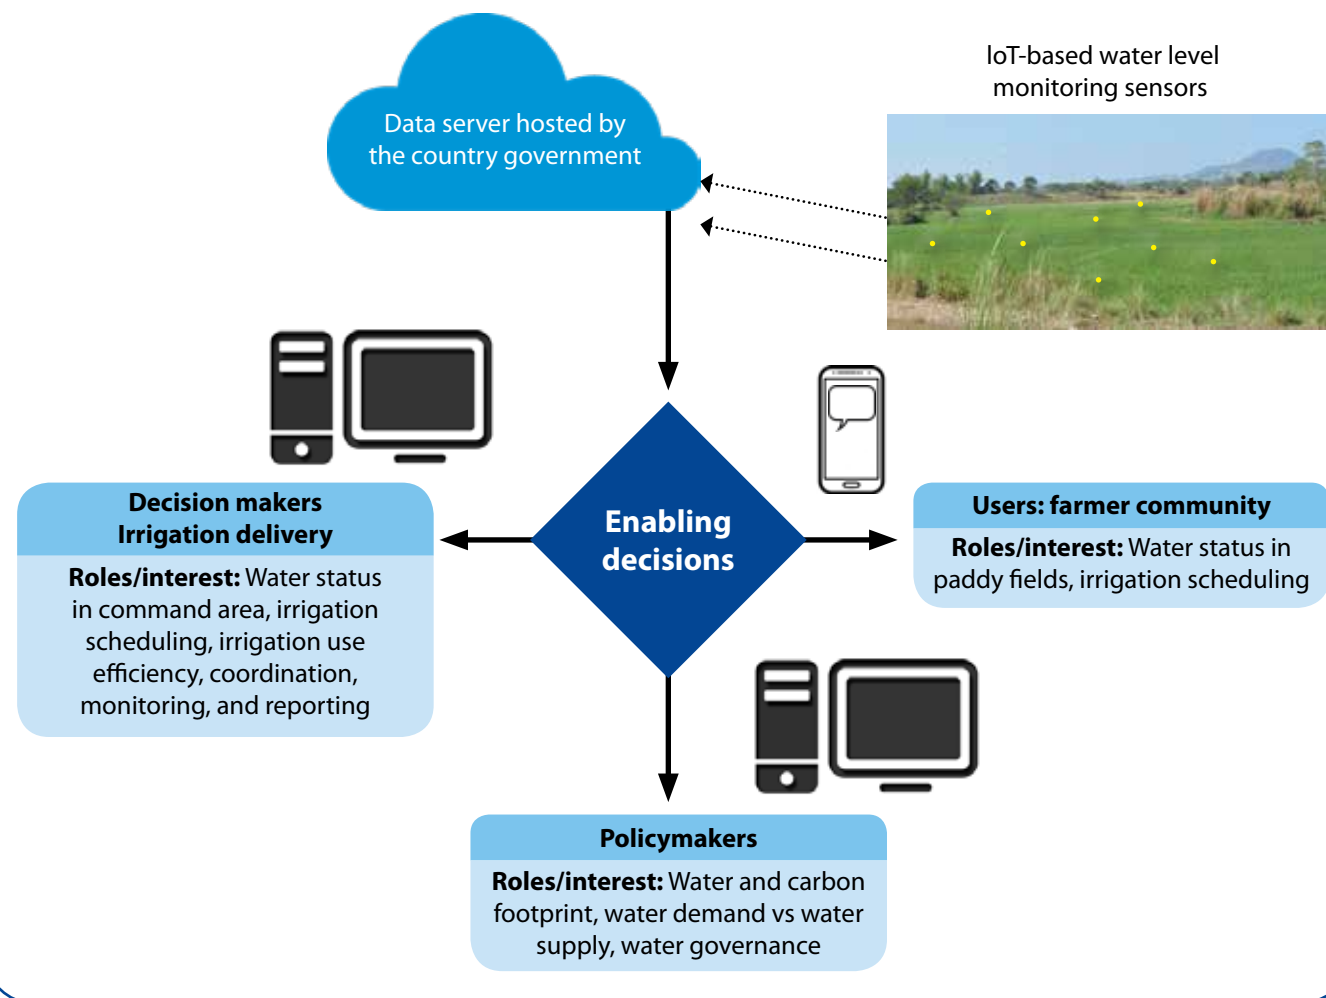 IoT-based water level
monitoring sensors
Data server hosted by
the country government
Enabling
decisions
Decision makers
Irrigation delivery
Roles/interest: Water status
in command area, irrigation
scheduling, irrigation use
efficiency, coordination,
monitoring, and reporting
Users: farmer community
Roles/interest: Water status in
paddy fields, irrigation scheduling
Policymakers
Roles/interest: Water and carbon
footprint, water demand vs water
supply, water governance